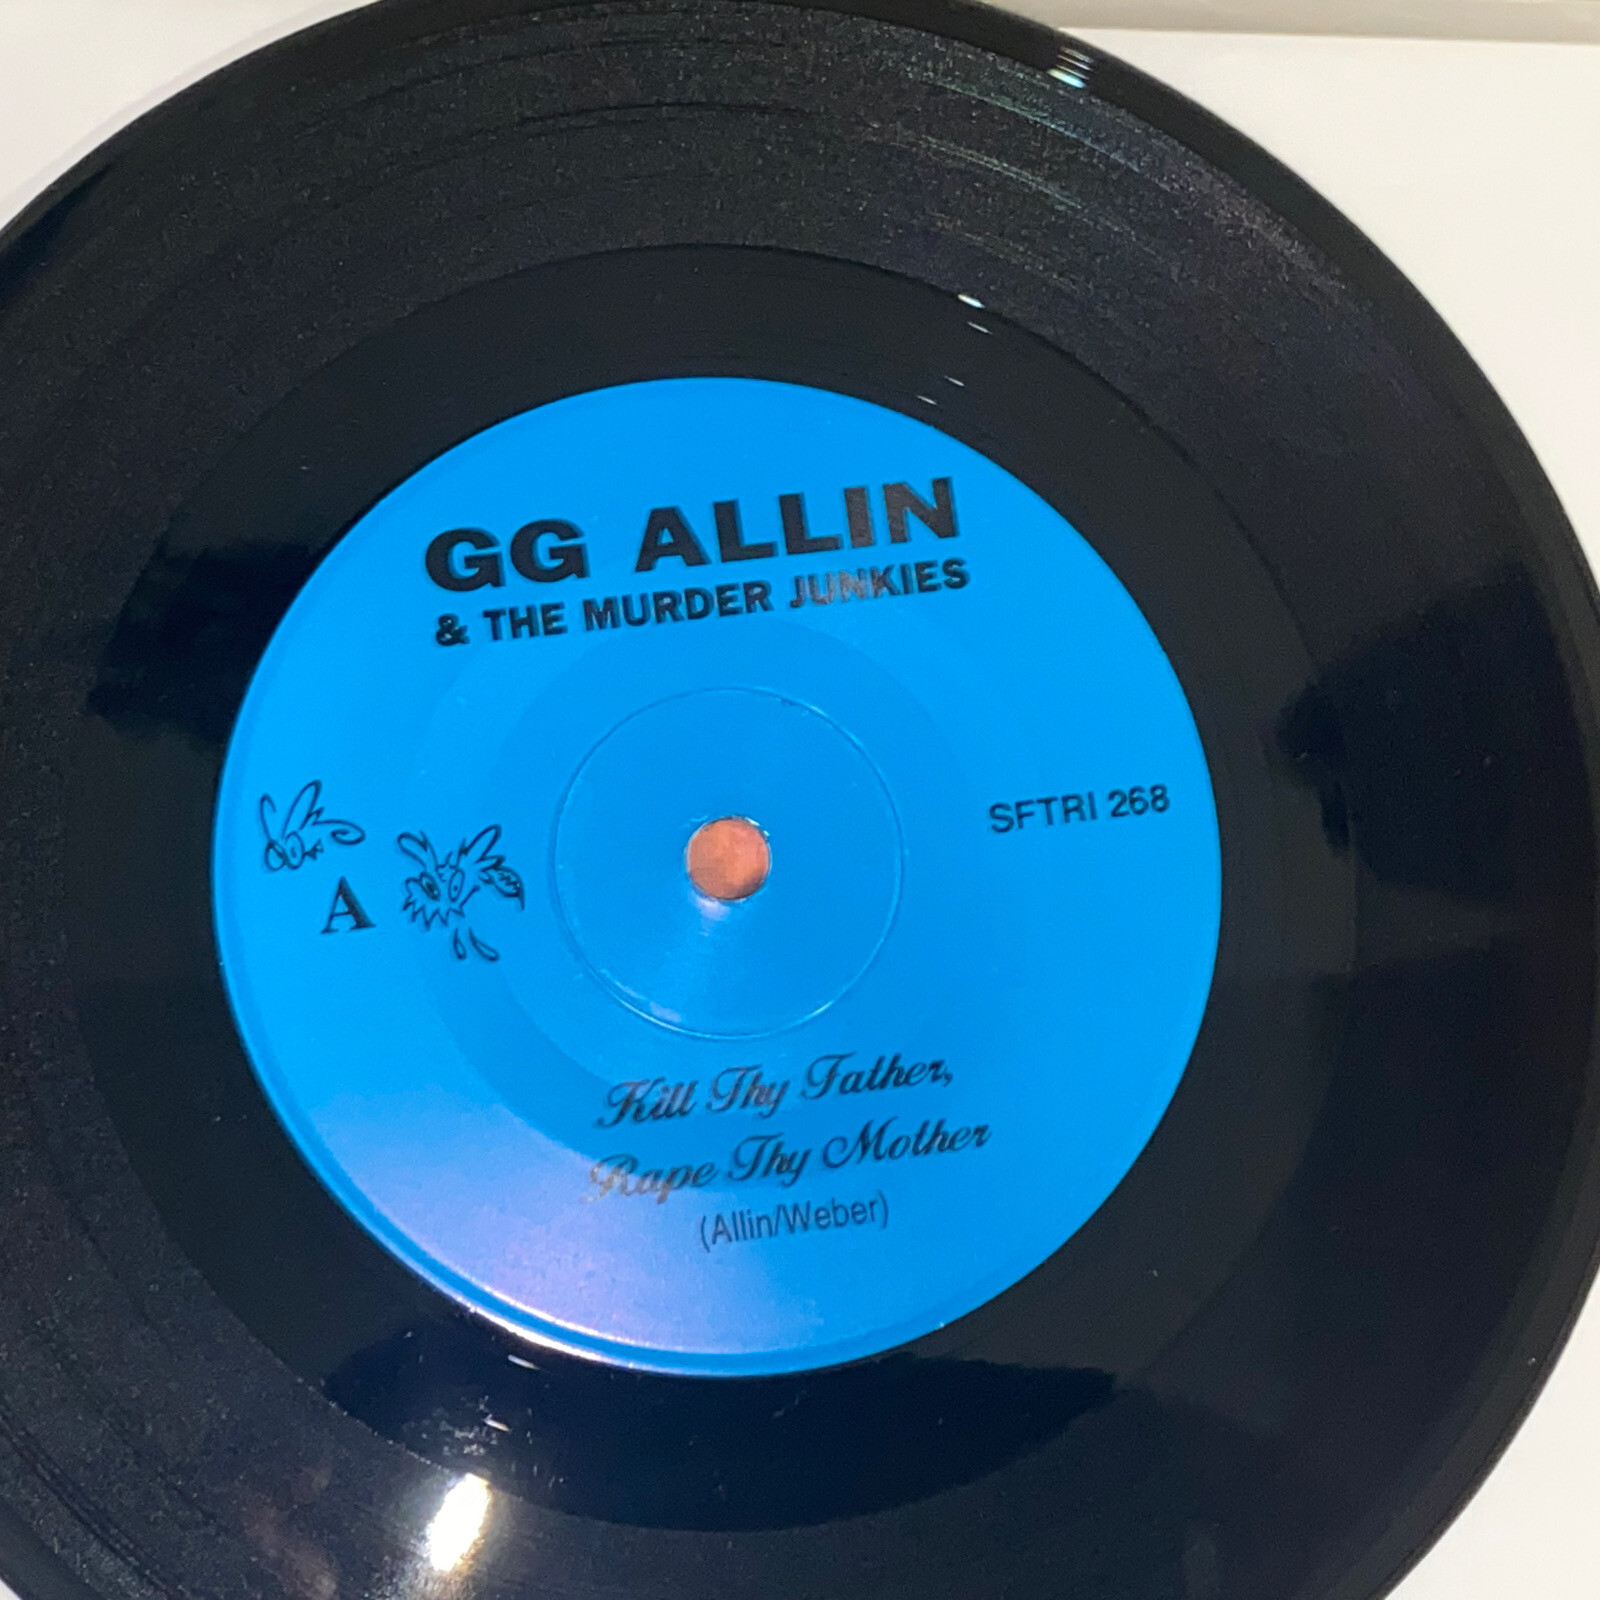 GG ALLIN
& THE MURDER JUNKIES
SFTRI 268
A
Kill Thy Father,
Rape Thy Mother
(Allin/Weber)